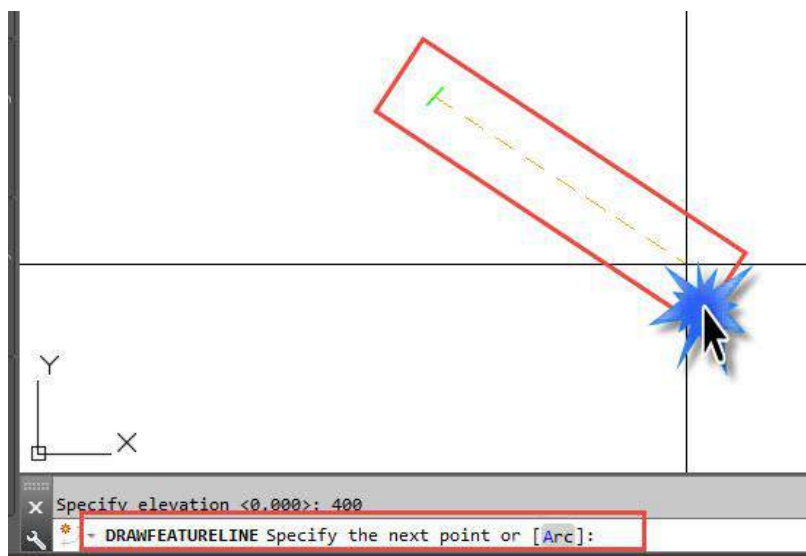 Y
X
Specify elevation <0.000>: 400
DRAWFEATURELINE Specify the next point or [Arc]: